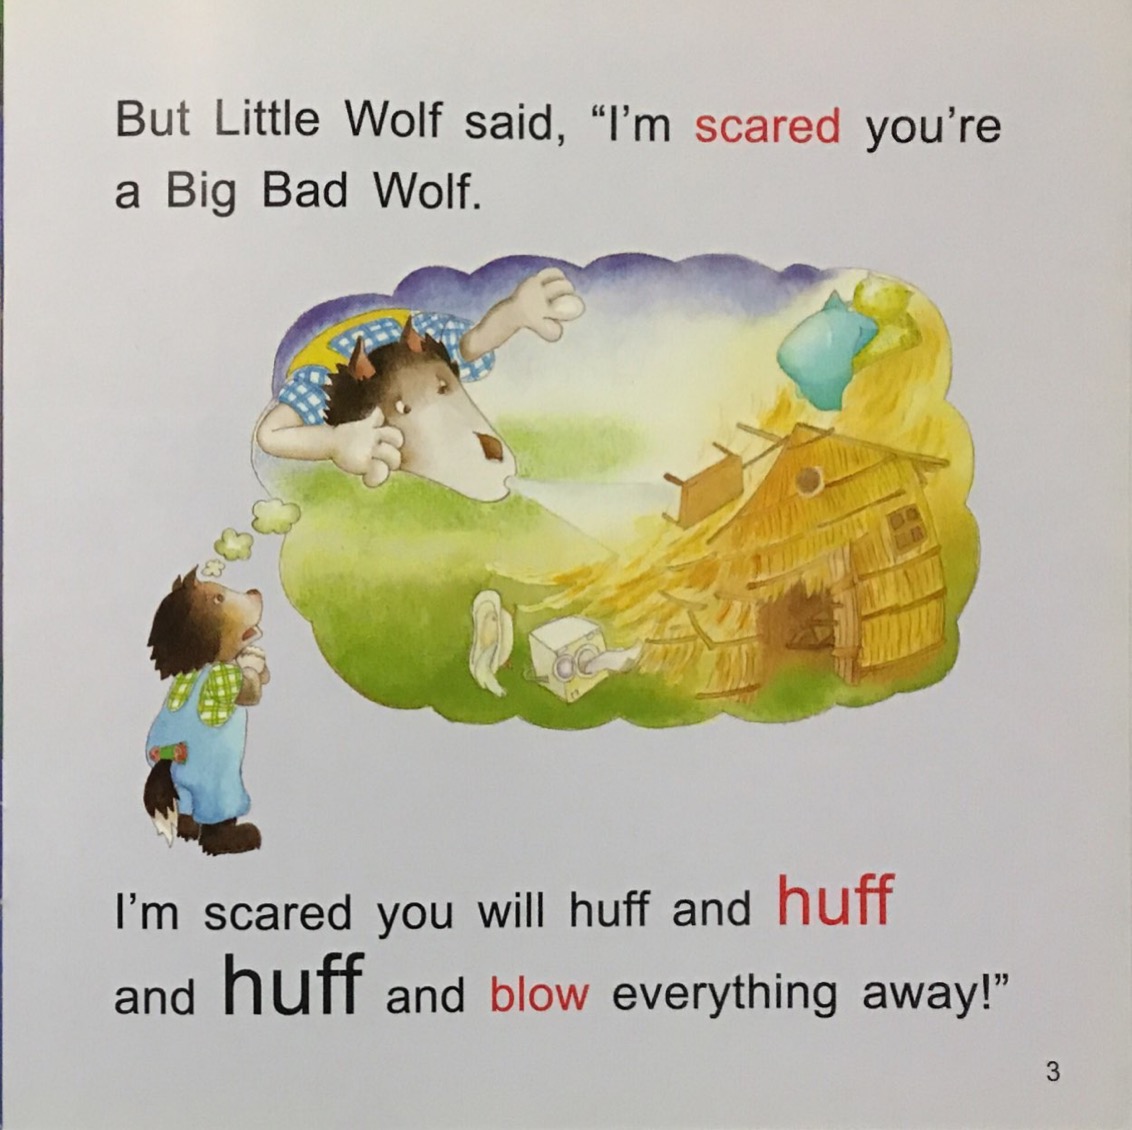 But Little Wolf said, “I’m scared you’re
a Big Bad Wolf.
I’m scared you will huff and huff
and huff and blow everything away!”
3